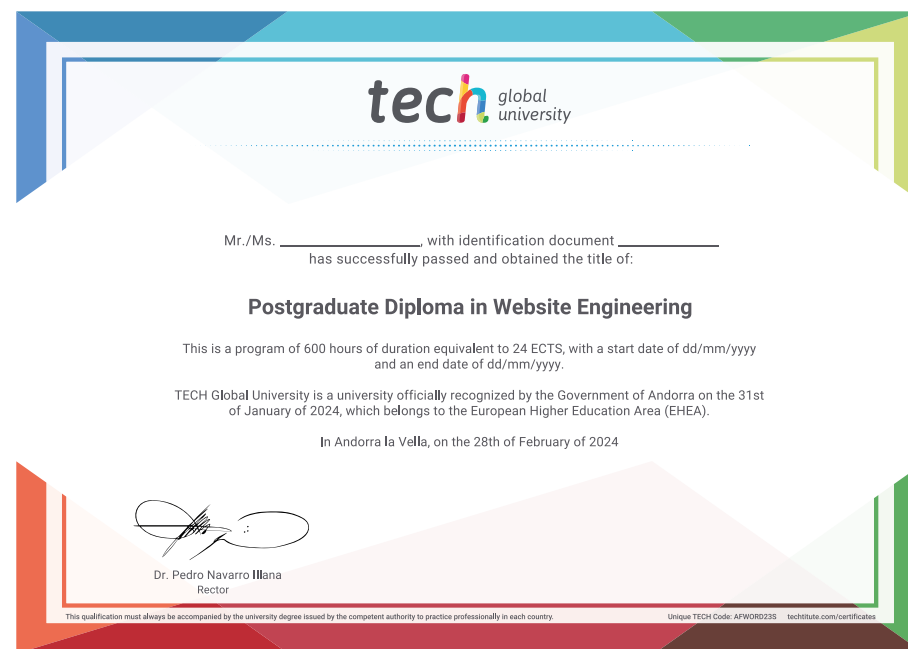 tech global university
Mr./Ms. ____________________, with identification document ______________
has successfully passed and obtained the title of:
Postgraduate Diploma in Website Engineering
This is a program of 600 hours of duration equivalent to 24 ECTS, with a start date of dd/mm/yyyy
and an end date of dd/mm/yyyy.
TECH Global University is a university officially recognized by the Government of Andorra on the 31st
of January of 2024, which belongs to the European Higher Education Area (EHEA).
In Andorra la Vella, on the 28th of February of 2024
Dr. Pedro Navarro Illana
Rector
This qualification must always be accompanied by the university degree issued by the competent authority to practice professionally in each country. Unique TECH Code: AFWORD23S techtitute.com/certificates